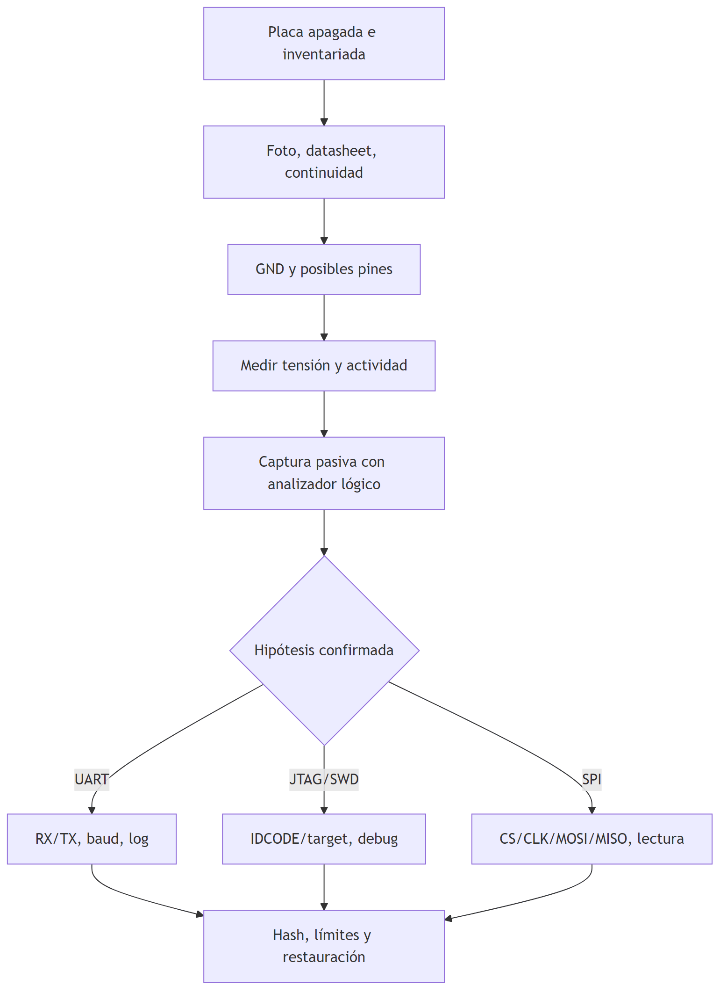 Placa apagada e
inventariada
Foto, datasheet,
continuidad
GND y posibles pines
Medir tensión y actividad
Captura pasiva con
analizador lógico
Hipótesis confirmada
UART
JTAG/SWD
SPI
RX/TX, baud, log
IDCODE/target, debug
CS/CLK/MOSI/MISO, lectura
Hash, límites y
restauración